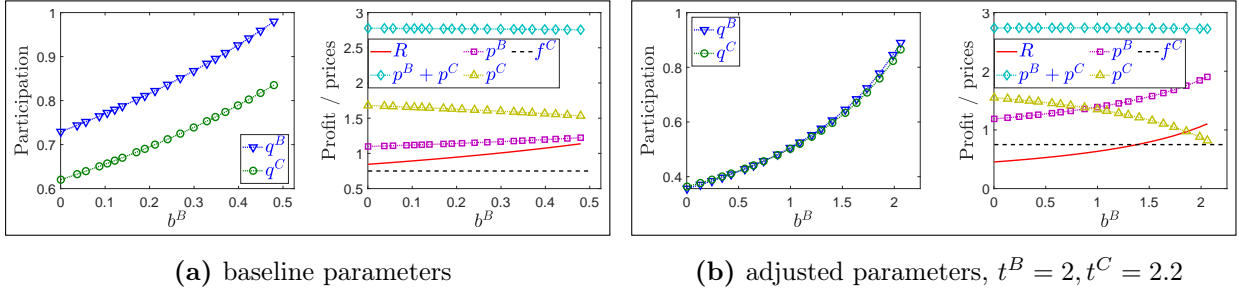 Participation
1
0.9
0.8
0.7
0.6
0 0.1 0.2 0.3 0.4 0.5
b^B
q^B
q^C
Profit / prices
3
2.5
2
1.5
1
0.5
R p^B f^C
p^B + p^C p^C
0 0.1 0.2 0.3 0.4 0.5
b^B
(a) baseline parameters
Participation
1
0.8
0.6
0.4
q^B
q^C
0 0.5 1 1.5 2
b^B
Profit / prices
3
2
1
0
R p^B f^C
p^B + p^C p^C
0 0.5 1 1.5 2
b^B
(b) adjusted parameters, t^B = 2, t^C = 2.2